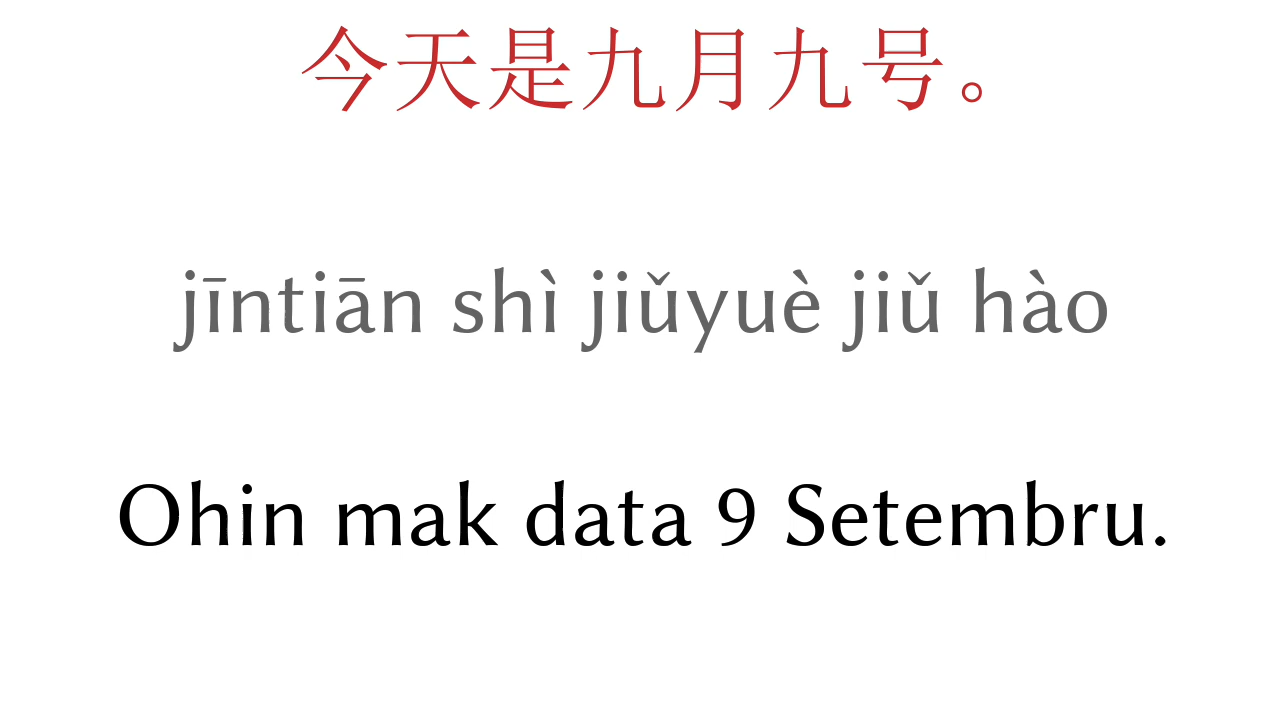 今天是九月九号。
jīntiān shì jiǔyuè jiǔ hào
Ohin mak data 9 Setembru.